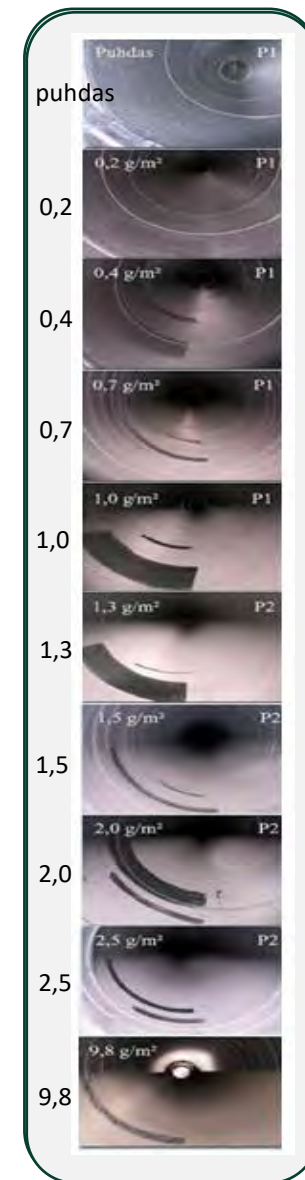 Puhdas P1
puhdas
0,2 g/m² P1
0,2
0,4 g/m² P1
0,4
0,7 g/m² P1
0,7
1,0 g/m² P1
1,0
1,3 g/m² P2
1,3
1,5 g/m² P2
1,5
2,0 g/m² P2
2,0
2,5 g/m² P2
2,5
9,8 g/m²
9,8